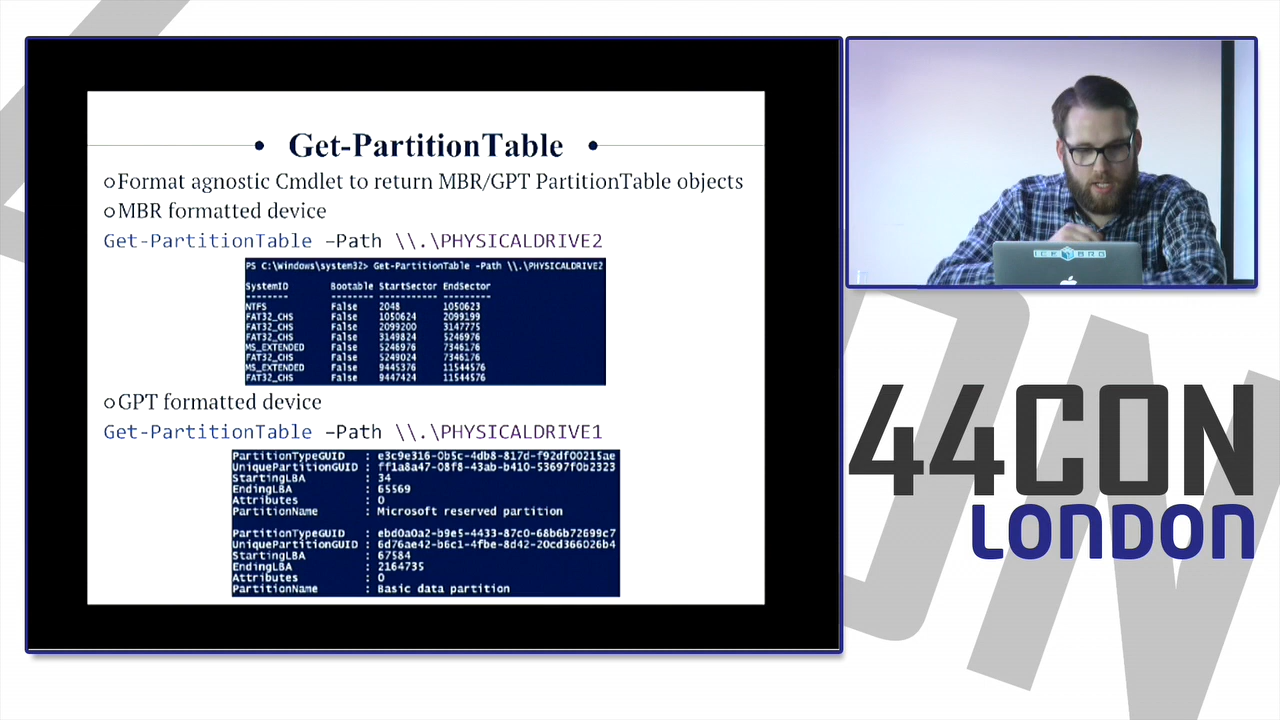 • Get-PartitionTable •
○Format agnostic Cmdlet to return MBR/GPT PartitionTable objects
○MBR formatted device
Get-PartitionTable –Path \\.\PHYSICALDRIVE2
PS C:\Windows\system32> Get-PartitionTable -Path \\.\PHYSICALDRIVE2
SystemID Bootable StartSector EndSector
-------- -------- ----------- ---------
NTFS False 2048 1050623
FAT32_CHS False 1050624 2099199
FAT32_CHS False 2099200 3147775
FAT32_CHS False 3149824 5246976
MS_EXTENDED False 5246976 7346176
FAT32_CHS False 5249024 7346176
MS_EXTENDED False 9445376 11544576
FAT32_CHS False 9447424 11544576
○GPT formatted device
Get-PartitionTable –Path \\.\PHYSICALDRIVE1
PartitionTypeGUID : e3c9e316-0b5c-4db8-817d-f92df00215ae
UniquePartitionGUID : ff1a8a47-08f8-43ab-b410-53697f0b2323
StartingLBA : 34
EndingLBA : 65569
Attributes : 0
PartitionName : Microsoft reserved partition
PartitionTypeGUID : ebd0a0a2-b9e5-4433-87c0-68b6b72699c7
UniquePartitionGUID : 6d76ae42-b6c1-4fbe-8d42-20cd366026b4
StartingLBA : 67584
EndingLBA : 2164735
Attributes : 0
PartitionName : Basic data partition
ICEBRG
44CON
LONDON